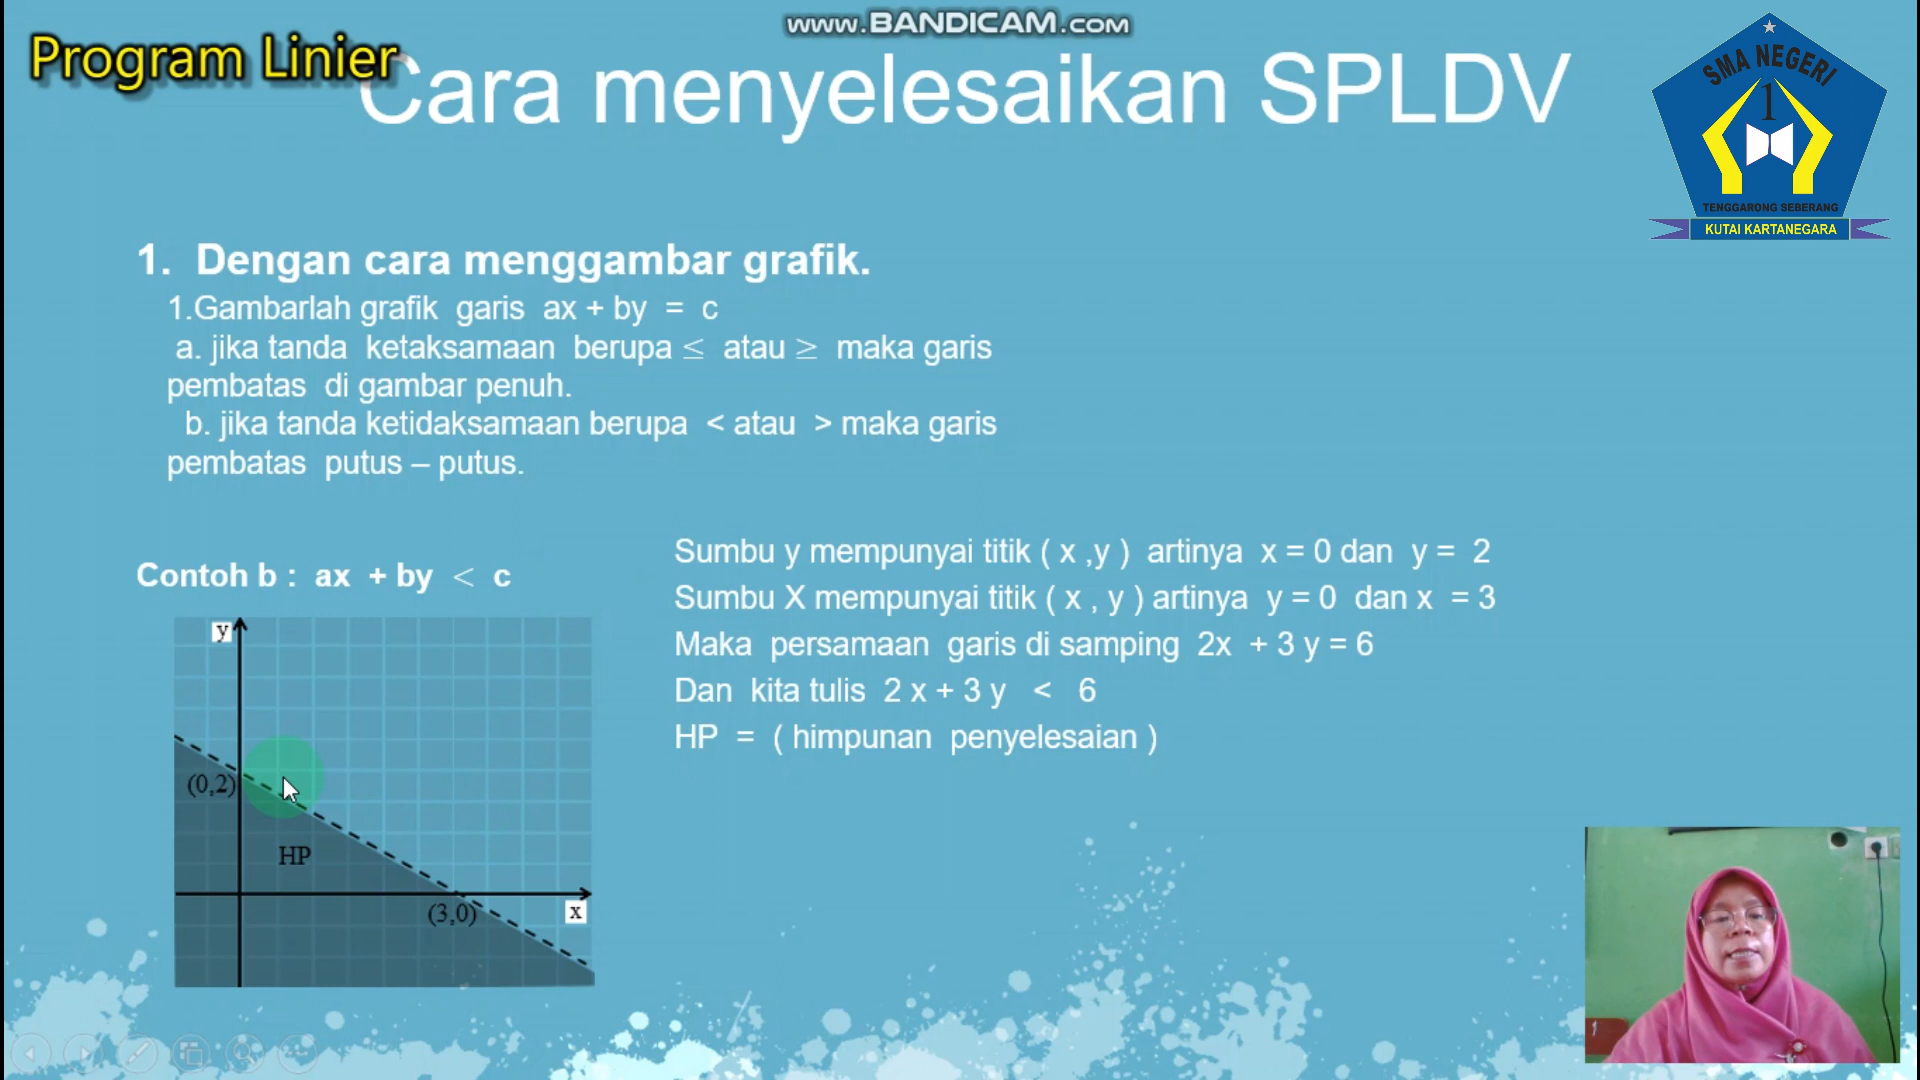 www.BANDICAM.com
Program Linier
Cara menyelesaikan SPLDV
SMA NEGERI
1
TENGGARONG SEBERANG
KUTAI KARTANEGARA
1. Dengan cara menggambar grafik.
1.Gambarlah grafik garis ax + by = c
a. jika tanda ketaksamaan berupa ≤ atau ≥ maka garis
pembatas di gambar penuh.
b. jika tanda ketidaksamaan berupa < atau > maka garis
pembatas putus – putus.
Contoh b : ax + by < c
y
(0,2)
HP
(3,0)
x
Sumbu y mempunyai titik ( x ,y ) artinya x = 0 dan y = 2
Sumbu X mempunyai titik ( x , y ) artinya y = 0 dan x = 3
Maka persamaan garis di samping 2x + 3 y = 6
Dan kita tulis 2 x + 3 y < 6
HP = ( himpunan penyelesaian )